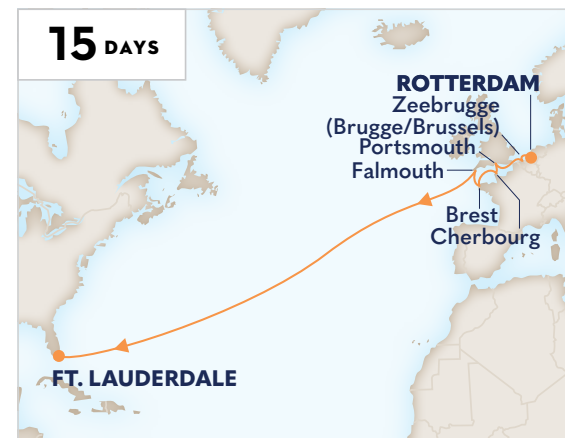 15 DAYS
ROTTERDAM
Zeebrugge
(Brugge/Brussels)
Portsmouth
Falmouth
Brest
Cherbourg
FT. LAUDERDALE